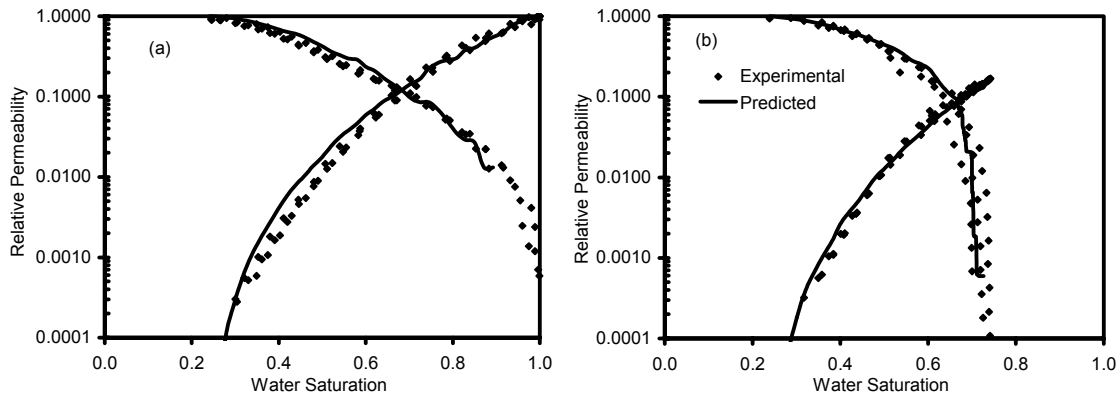 Relative Permeability
1.0000
0.1000
0.0100
0.0010
0.0001
(a)
0.0
0.2
0.4
0.6
0.8
1.0
Water Saturation
Relative Permeability
1.0000
0.1000
0.0100
0.0010
0.0001
(b)
Experimental
Predicted
0.0
0.2
0.4
0.6
0.8
1.0
Water Saturation